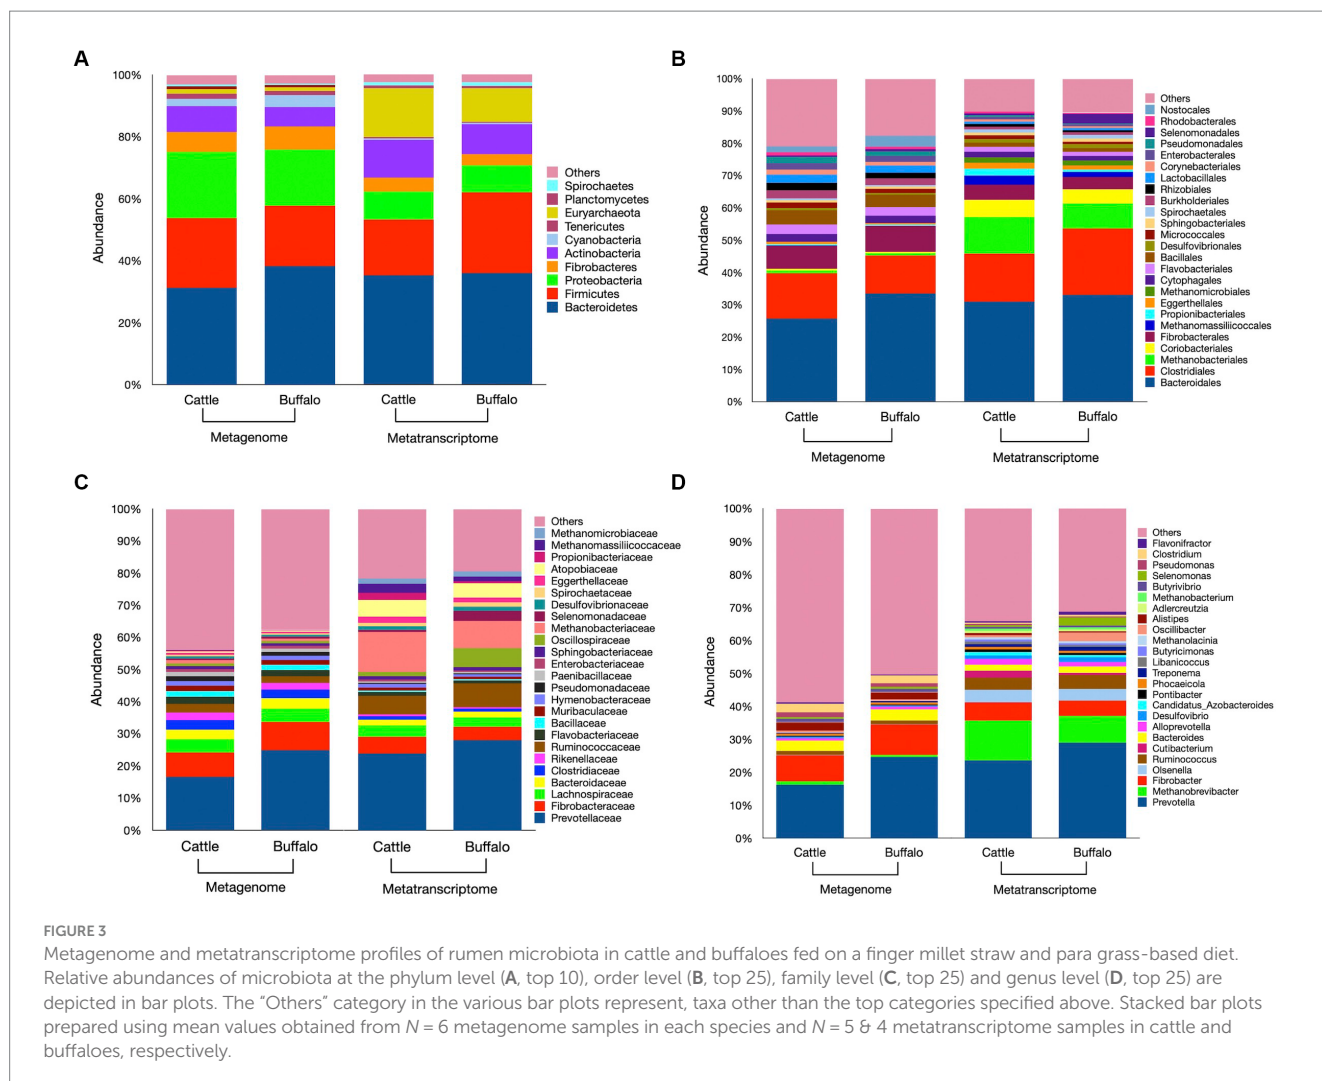 A
100%
80%
60%
40%
20%
0%
Abundance
Cattle
Buffalo
Cattle
Buffalo
Metagenome
Metatranscriptome
Others
Spirochaetes
Planctomycetes
Euryarchaeota
Tenericutes
Cyanobacteria
Actinobacteria
Fibrobacteres
Proteobacteria
Firmicutes
Bacteroidetes
B
100%
90%
80%
70%
60%
50%
40%
30%
20%
10%
0%
Abundance
Cattle
Buffalo
Cattle
Buffalo
Metagenome
Metatranscriptome
Others
Nostocales
Rhodobacterales
Selenomonadales
Pseudomonadales
Enterobacterales
Corynebacteriales
Lactobacillales
Rhizobiales
Burkholderiales
Spirochaetales
Sphingobacteriales
Micrococcales
Desulfovibrionales
Bacillales
Flavobacteriales
Cytophagales
Methanomicrobiales
Eggerthellales
Propionibacteriales
Methanomassiliicoccales
Fibrobacterales
Coriobacteriales
Methanobacteriales
Clostridiales
Bacteroidales
C
100%
90%
80%
70%
60%
50%
40%
30%
20%
10%
0%
Abundance
Cattle
Buffalo
Cattle
Buffalo
Metagenome
Metatranscriptome
Others
Methanomicrobiaceae
Methanomassiliicoccaceae
Propionibacteriaceae
Atopobiaceae
Eggerthellaceae
Spirochaetaceae
Desulfovibrionaceae
Selenomonadaceae
Methanobacteriaceae
Oscillospiraceae
Sphingobacteriaceae
Enterobacteriaceae
Paenibacillaceae
Pseudomonadaceae
Hymenobacteraceae
Muribaculaceae
Bacillaceae
Flavobacteriaceae
Ruminococcaceae
Rikenellaceae
Clostridiaceae
Bacteroidaceae
Lachnospiraceae
Fibrobacteraceae
Prevotellaceae
D
100%
90%
80%
70%
60%
50%
40%
30%
20%
10%
0%
Abundance
Cattle
Buffalo
Cattle
Buffalo
Metagenome
Metatranscriptome
Others
Flavonifractor
Clostridium
Pseudomonas
Selenomonas
Butyrivibrio
Methanobacterium
Adlercreutzia
Alistipes
Oscillibacter
Methanolacinia
Butyricimonas
Libanicoccus
Treponema
Phocaeicola
Pontibacter
Candidatus_Azobacteroides
Desulfovibrio
Alloprevotella
Bacteroides
Cutibacterium
Ruminococcus
Olsenella
Fibrobacter
Methanobrevibacter
Prevotella
FIGURE 3
Metagenome and metatranscriptome profiles of rumen microbiota in cattle and buffaloes fed on a finger millet straw and para grass-based diet.
Relative abundances of microbiota at the phylum level (A, top 10), order level (B, top 25), family level (C, top 25) and genus level (D, top 25) are
depicted in bar plots. The “Others” category in the various bar plots represent, taxa other than the top categories specified above. Stacked bar plots
prepared using mean values obtained from N = 6 metagenome samples in each species and N = 5 & 4 metatranscriptome samples in cattle and
buffaloes, respectively.